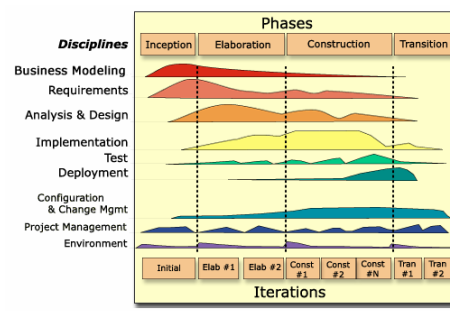 Phases
Disciplines
Inception
Elaboration
Construction
Transition
Business Modeling
Requirements
Analysis & Design
Implementation
Test
Deployment
Configuration
& Change Mgmt
Project Management
Environment
Initial
Elab #1
Elab #2
Const
#1
Const
#2
Const
#N
Tran
#1
Tran
#2
Iterations